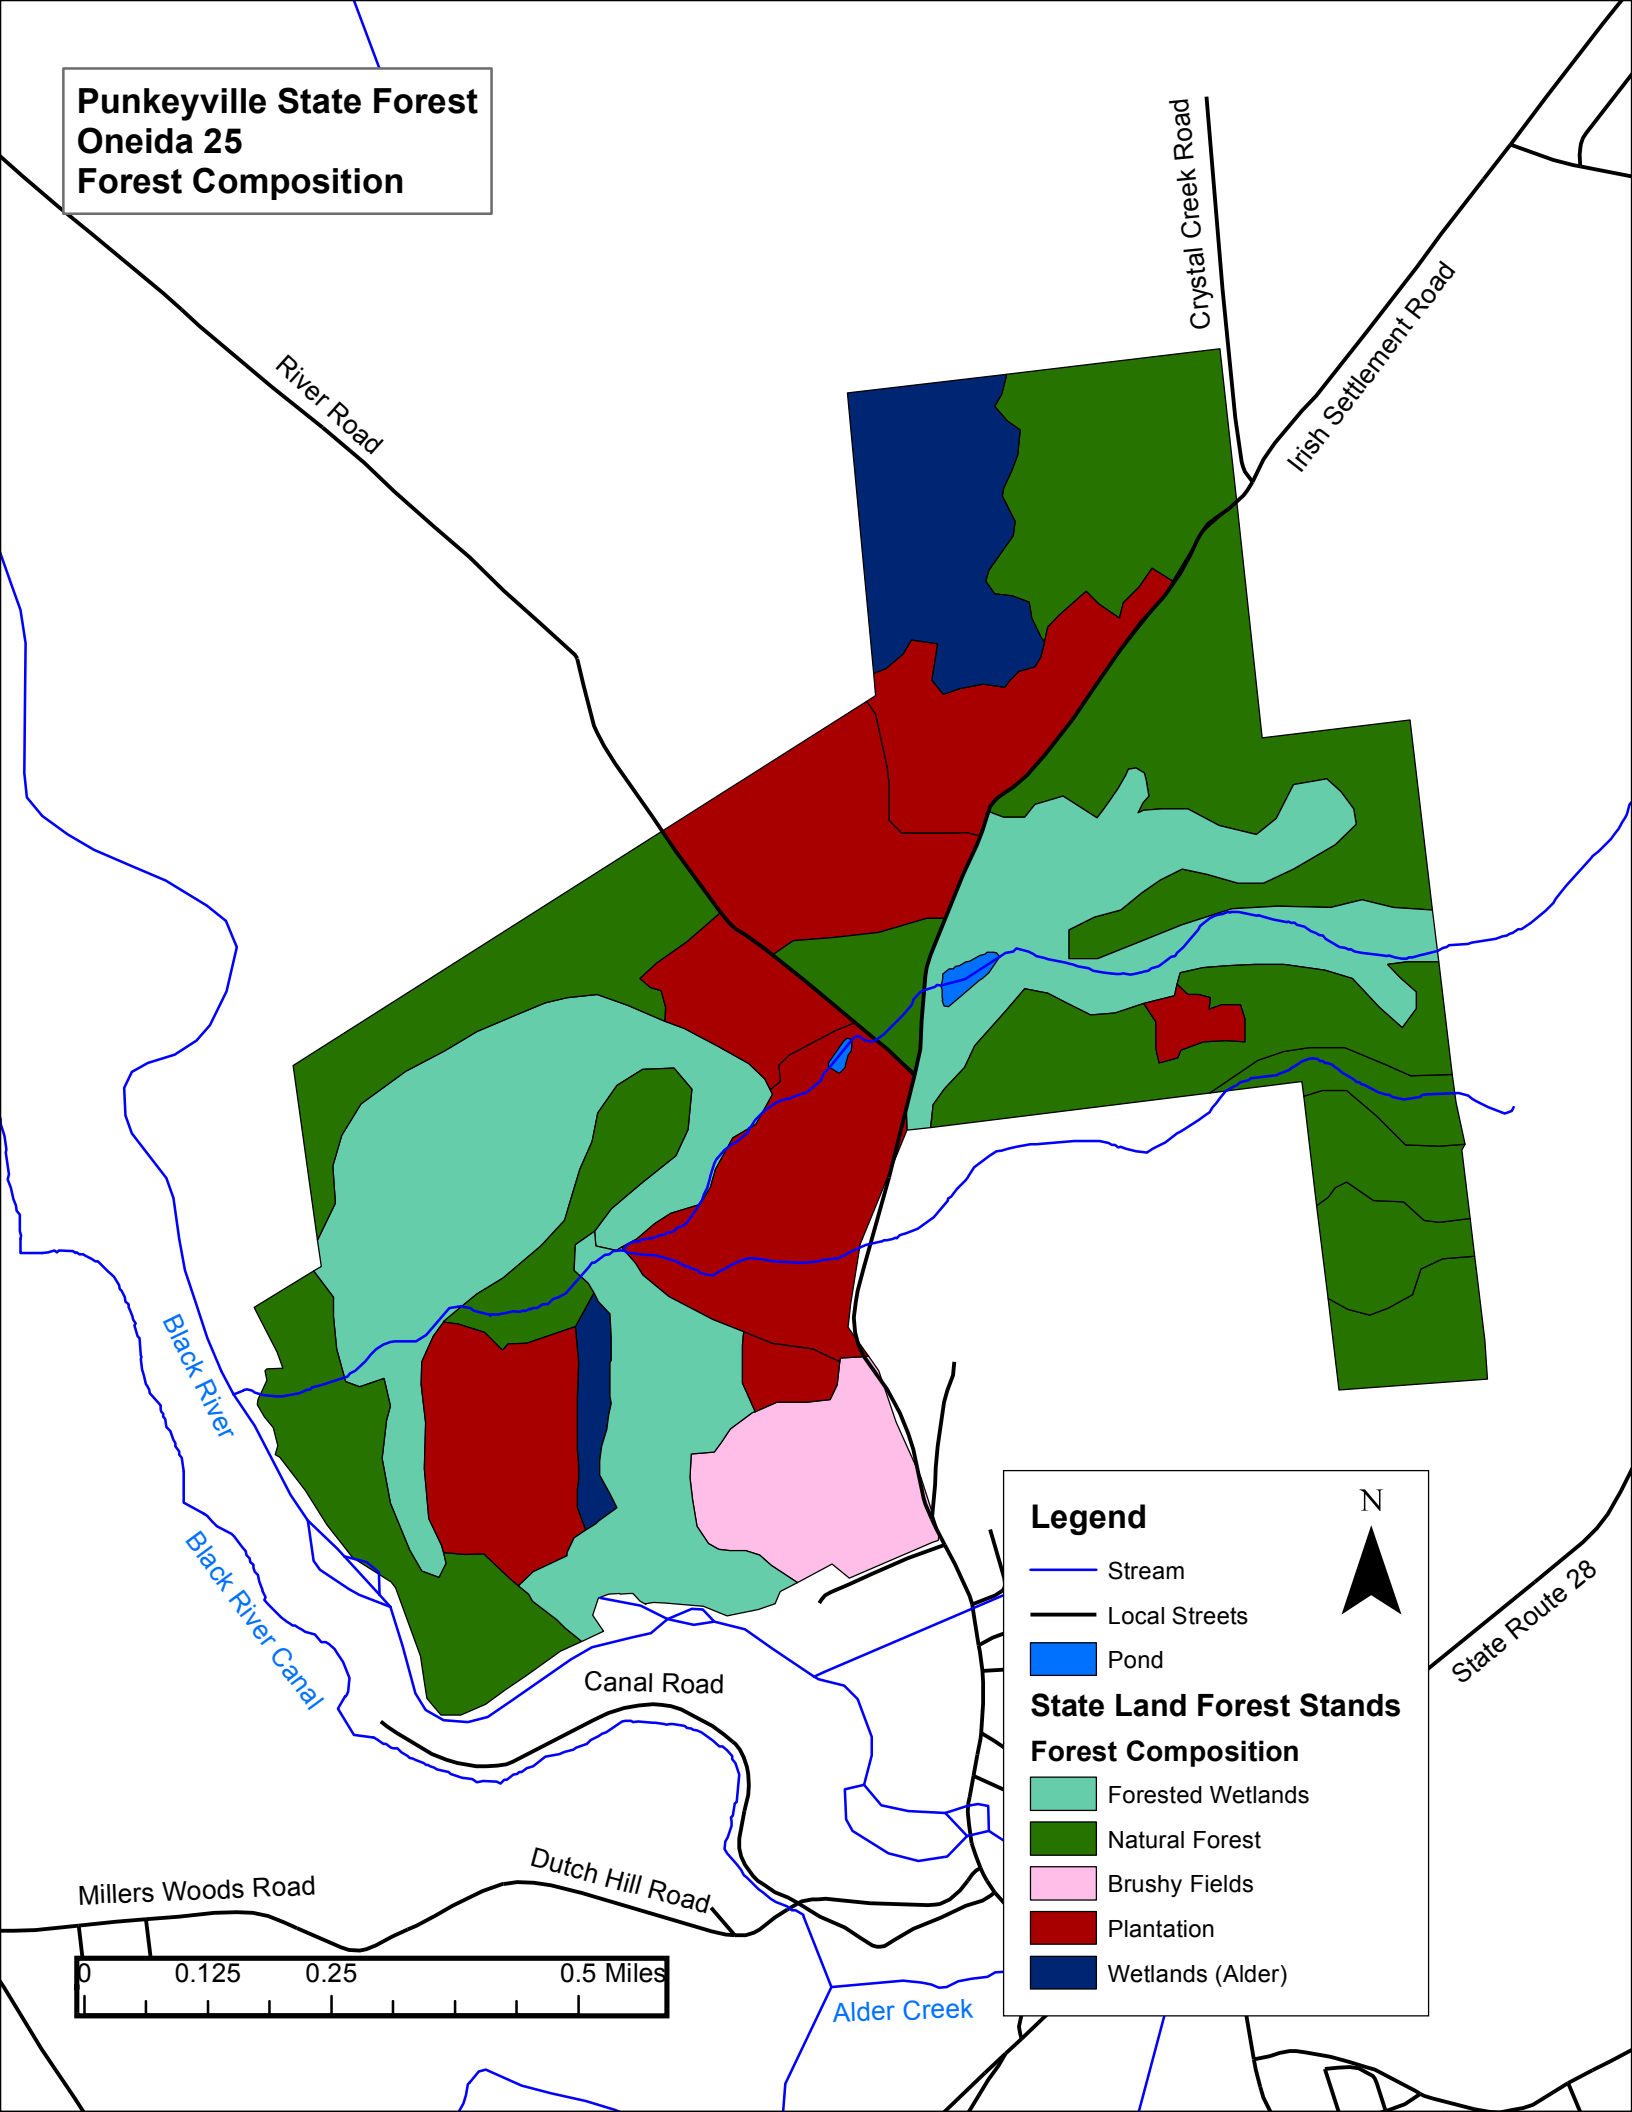 Punkeyville State Forest
Oneida 25
Forest Composition
Crystal Creek Road
Irish Settlement Road
River Road
Black River
Black River Canal
Canal Road
Dutch Hill Road
Millers Woods Road
State Route 28
Alder Creek
0 0.125 0.25 0.5 Miles
N
Legend
Stream
Local Streets
Pond
State Land Forest Stands
Forest Composition
Forested Wetlands
Natural Forest
Brushy Fields
Plantation
Wetlands (Alder)